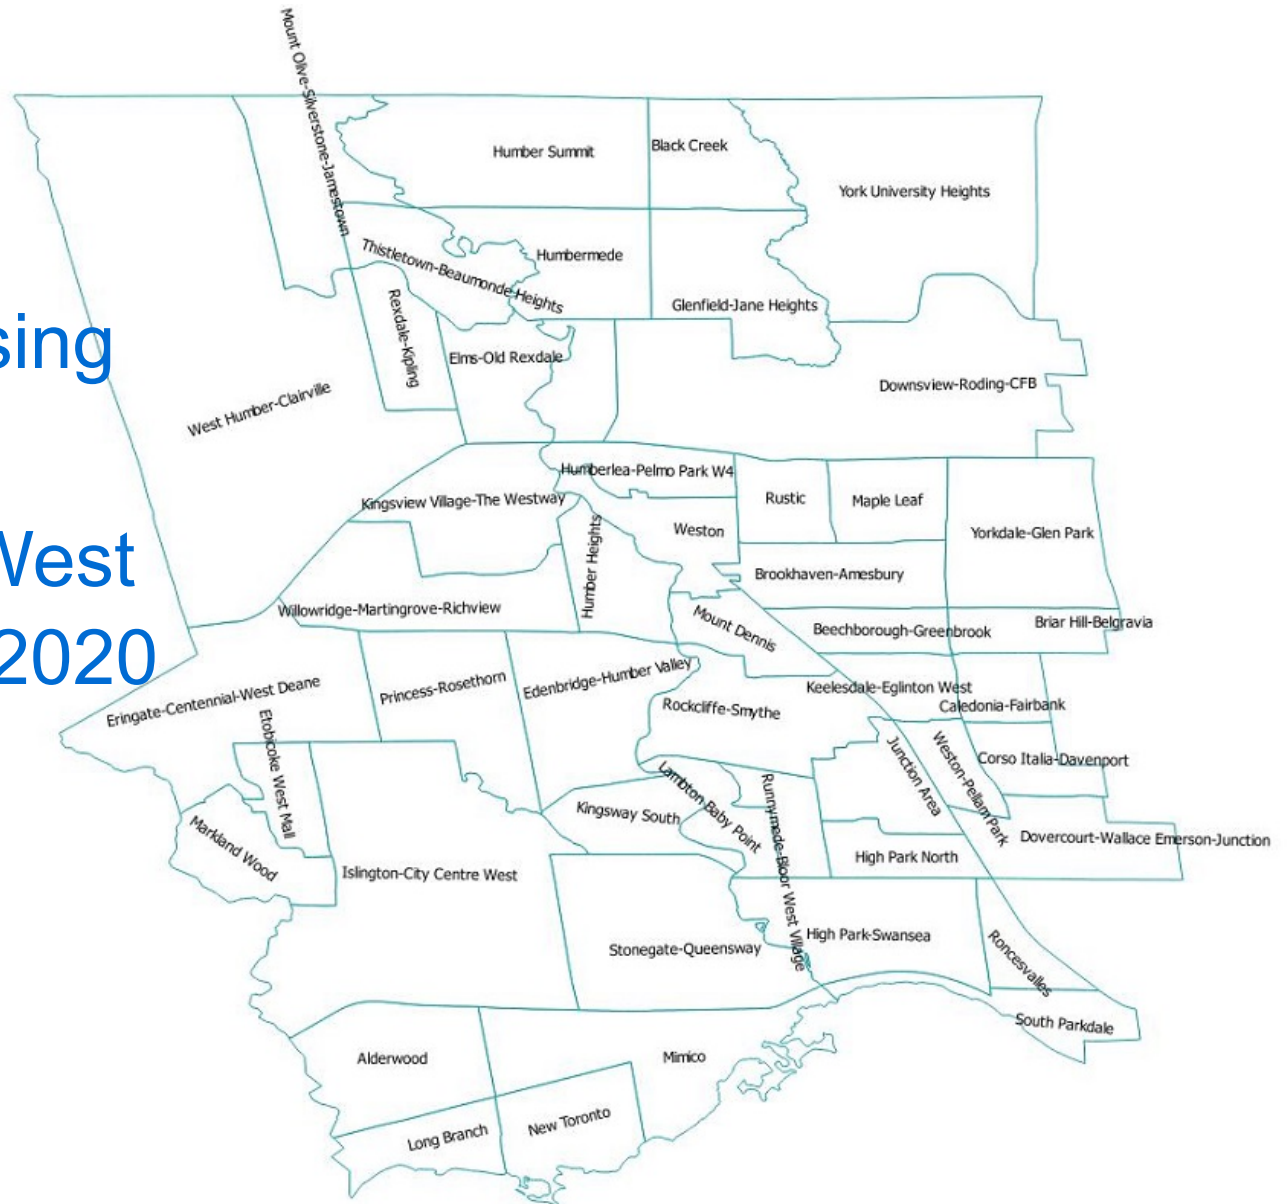 Mount Olive-Silverstone-Jamestown
Humber Summit
Black Creek
York University Heights
Thistletown-Beaumonde Heights
Humbermede
Glenfield-Jane Heights
sing
Rexdale-Kipling
Elms-Old Rexdale
Downsview-Roding-CFB
West Humber-Clairville
Humberlea-Pelmo Park W4
Kingsview Village-The Westway
Rustic
Maple Leaf
Weston
Yorkdale-Glen Park
West
Humber Heights
Brookhaven-Amesbury
Willowridge-Martingrove-Richview
Mount Dennis
Beechborough-Greenbrook
Briar Hill-Belgravia
2020
Eringate-Centennial-West Deane
Princess-Rosethorn
Edenbridge-Humber Valley
Keelesdale-Eglinton West
Caledonia-Fairbank
Rockcliffe-Smythe
Etobicoke West Mall
Junction Area
Weston-Pellam Park
Corso Italia-Davenport
Lambton Baby Point
Runnymede-Bloor West Village
Kingsway South
Markland Wood
Islington-City Centre West
High Park North
Dovercourt-Wallace Emerson-Junction
Stonegate-Queensway
High Park-Swansea
Roncesvalles
South Parkdale
Alderwood
Mimico
Long Branch
New Toronto